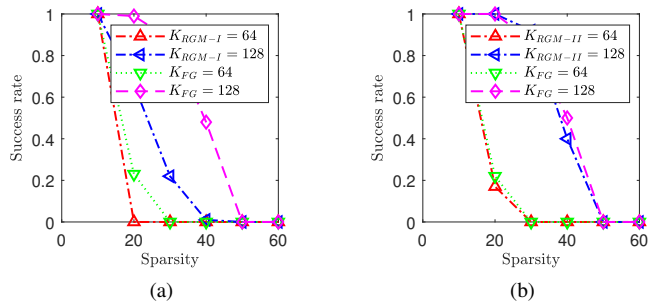 1
0.8
0.6
0.4
0.2
0
Success rate
0 20 40 60
Sparsity
K_{RGM-I} = 64
K_{RGM-I} = 128
K_{FG} = 64
K_{FG} = 128
(a)
1
0.8
0.6
0.4
0.2
0
Success rate
0 20 40 60
Sparsity
K_{RGM-II} = 64
K_{RGM-II} = 128
K_{FG} = 64
K_{FG} = 128
(b)